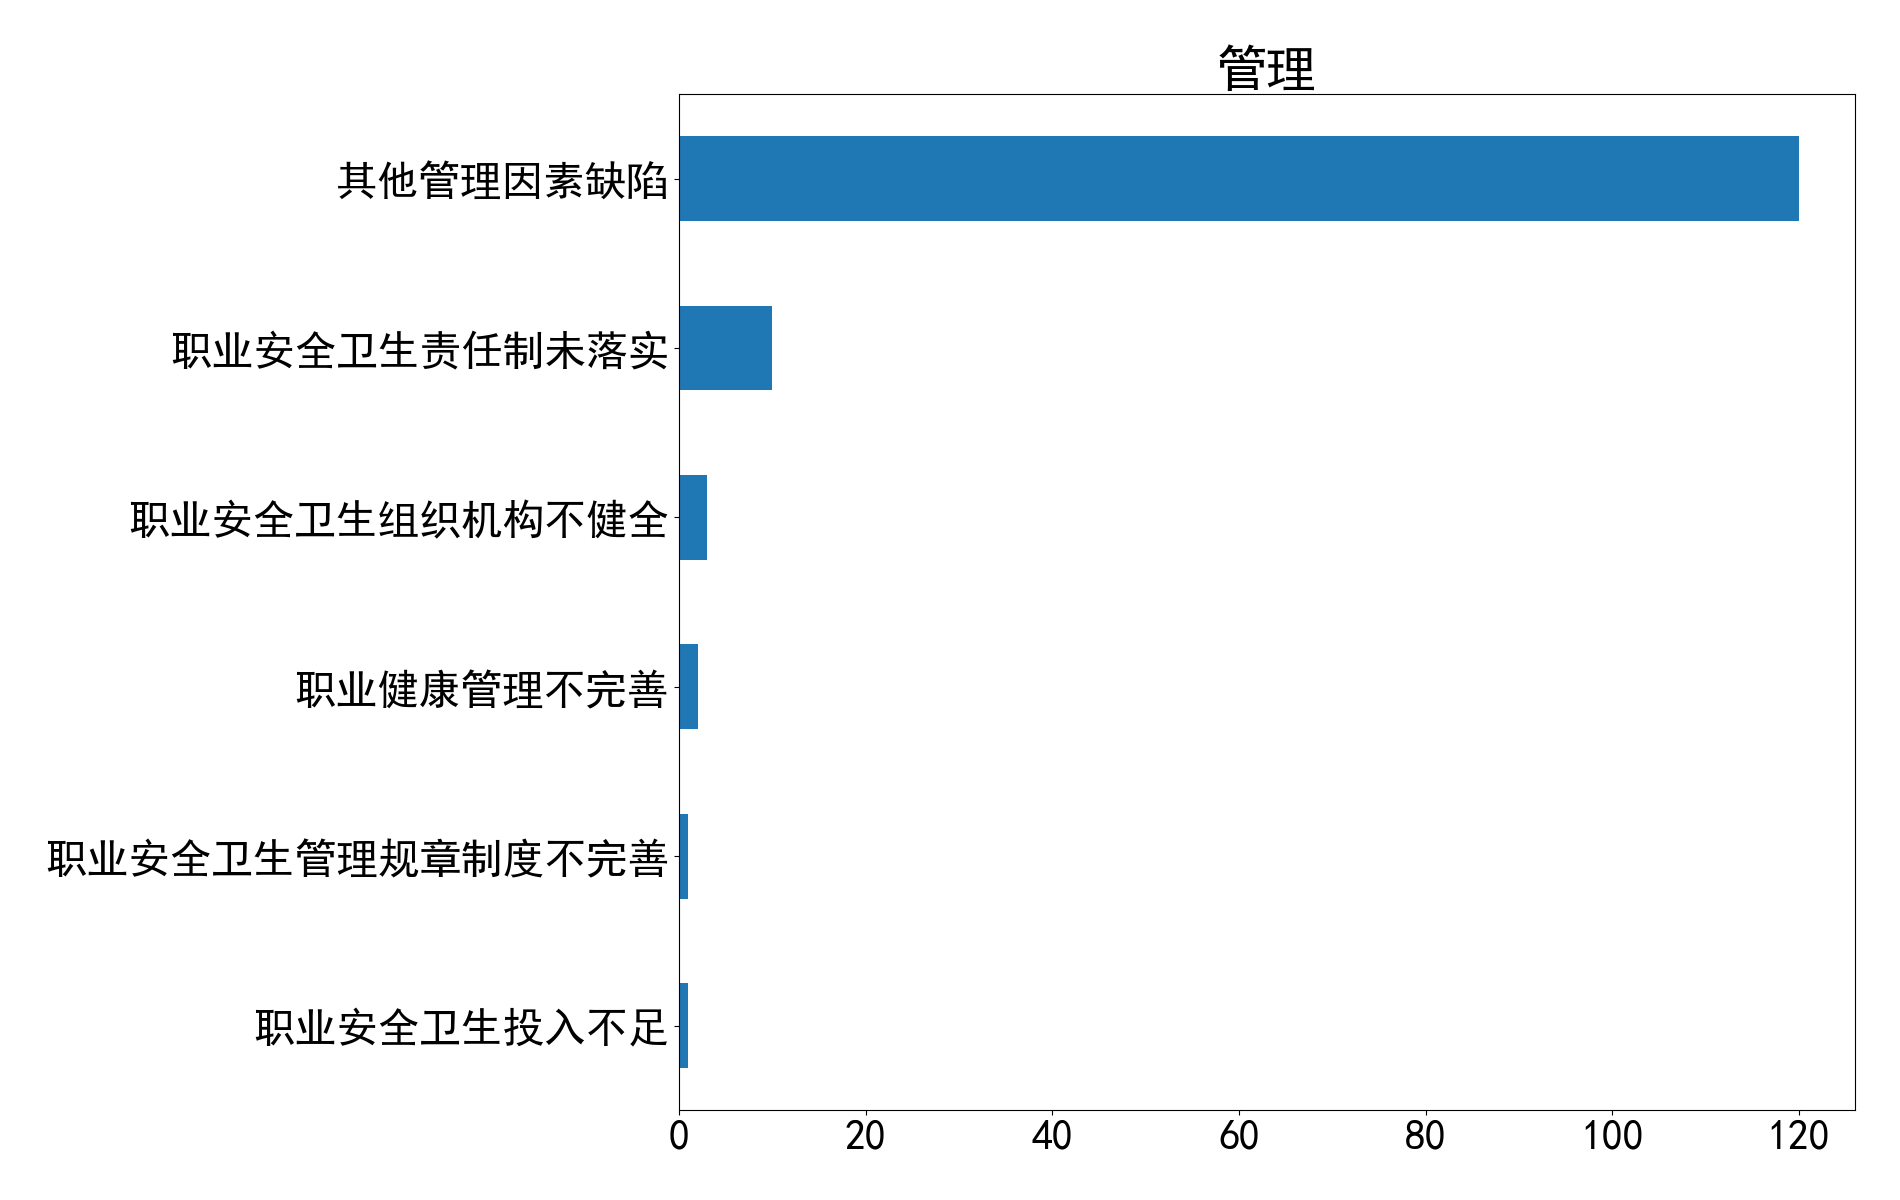 管理
其他管理因素缺陷
职业安全卫生责任制未落实
职业安全卫生组织机构不健全
职业健康管理不完善
职业安全卫生管理规章制度不完善
职业安全卫生投入不足
0 20 40 60 80 100 120